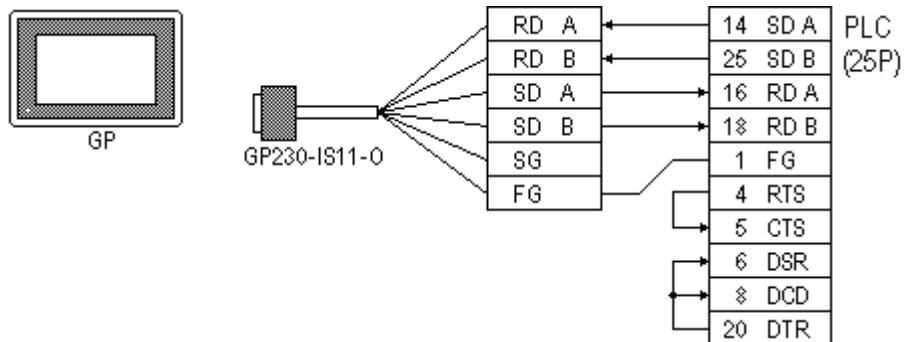 GP
GP230-IS11-O
RD A
RD B
SD A
SD B
SG
FG
14 SD A
25 SD B
16 RD A
18 RD B
1 FG
4 RTS
5 CTS
6 DSR
8 DCD
20 DTR
PLC
(25P)